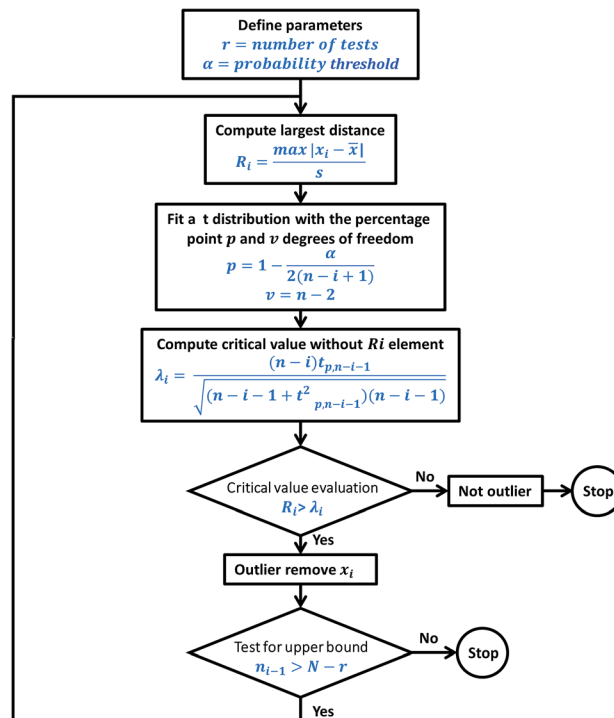 Define parameters
r = number of tests
α = probability threshold
Compute largest distance
R_i = max |x_i − x̄| / s
Fit a t distribution with the percentage
point p and v degrees of freedom
p = 1 − α / 2(n − i + 1)
v = n − 2
Compute critical value without Ri element
λ_i = (n − i)t_{p,n−i−1} / √(n − i − 1 + t²_{p,n−i−1})(n − i − 1)
Critical value evaluation
R_i > λ_i
No
Not outlier
Stop
Yes
Outlier remove x_i
Test for upper bound
n_{i−1} > N − r
No
Stop
Yes